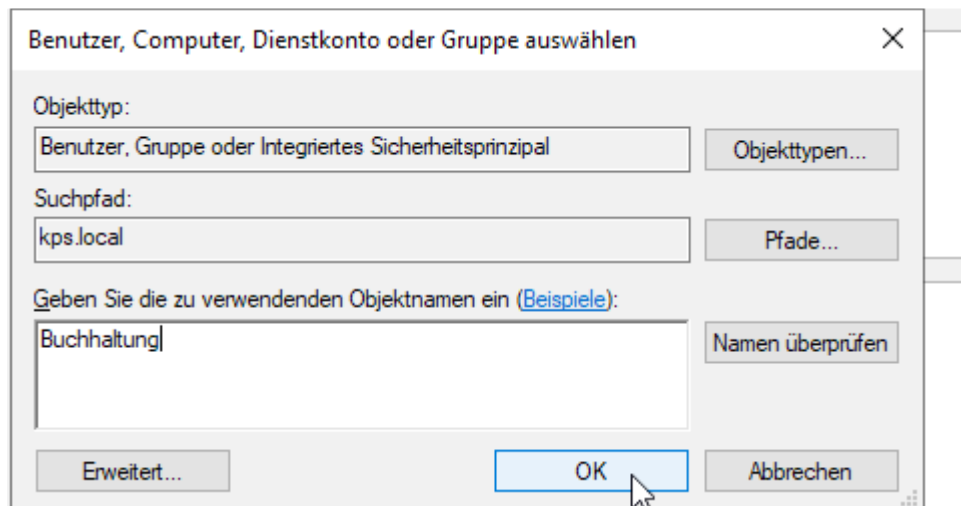 Benutzer, Computer, Dienstkonto oder Gruppe auswählen
Objekttyp:
Benutzer, Gruppe oder Integriertes Sicherheitsprinzipal
Objekttypen...
Suchpfad:
kps.local
Pfade...
Geben Sie die zu verwendenden Objektnamen ein (Beispiele):
Buchhaltung
Namen überprüfen
Erweitert...
OK
Abbrechen